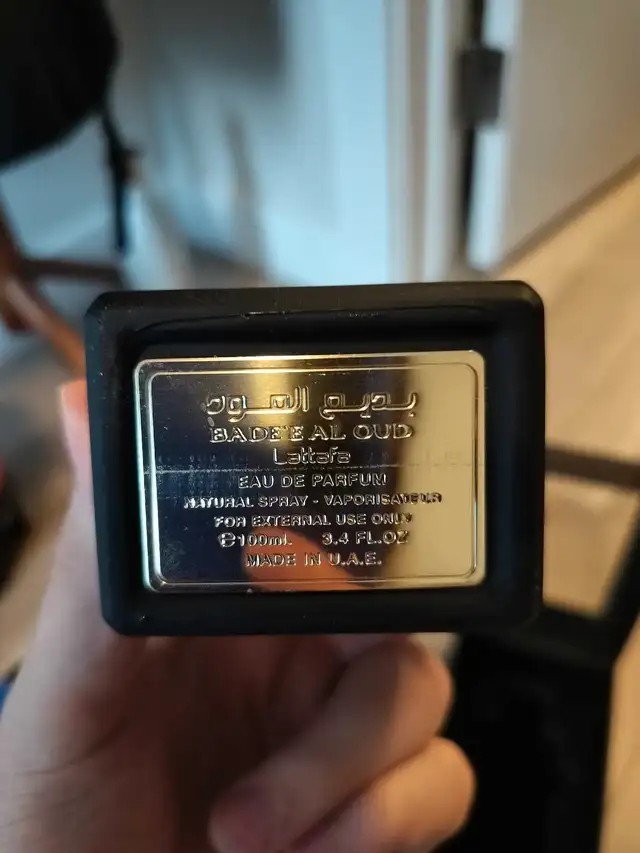 بديع العود
BADE'E AL OUD
Lattafa
EAU DE PARFUM
NATURAL SPRAY - VAPORISATEUR
FOR EXTERNAL USE ONLY
℮100ml. 3.4 FL.OZ
MADE IN U.A.E.